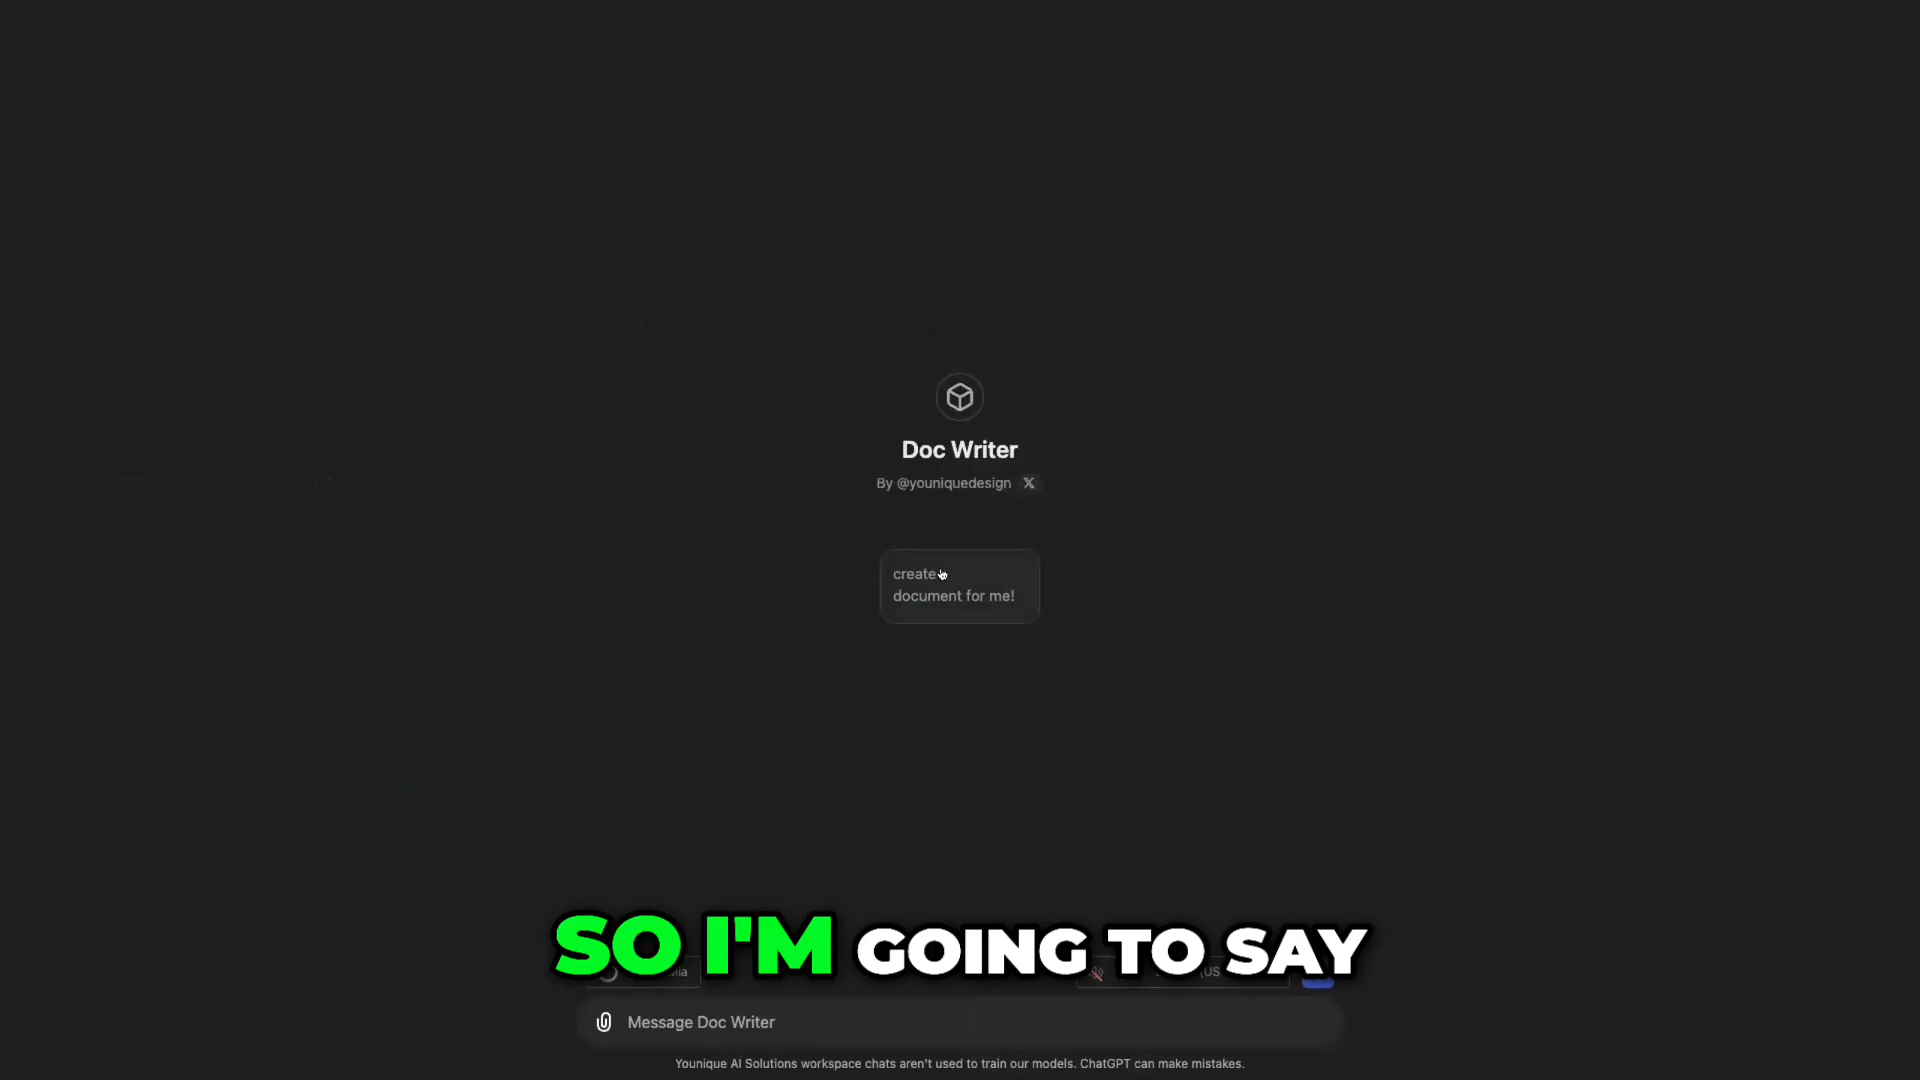 Doc Writer
By @youniquedesign
create
document for me!
SO I'M GOING TO SAY
Message Doc Writer
Younique AI Solutions workspace chats aren't used to train our models. ChatGPT can make mistakes.